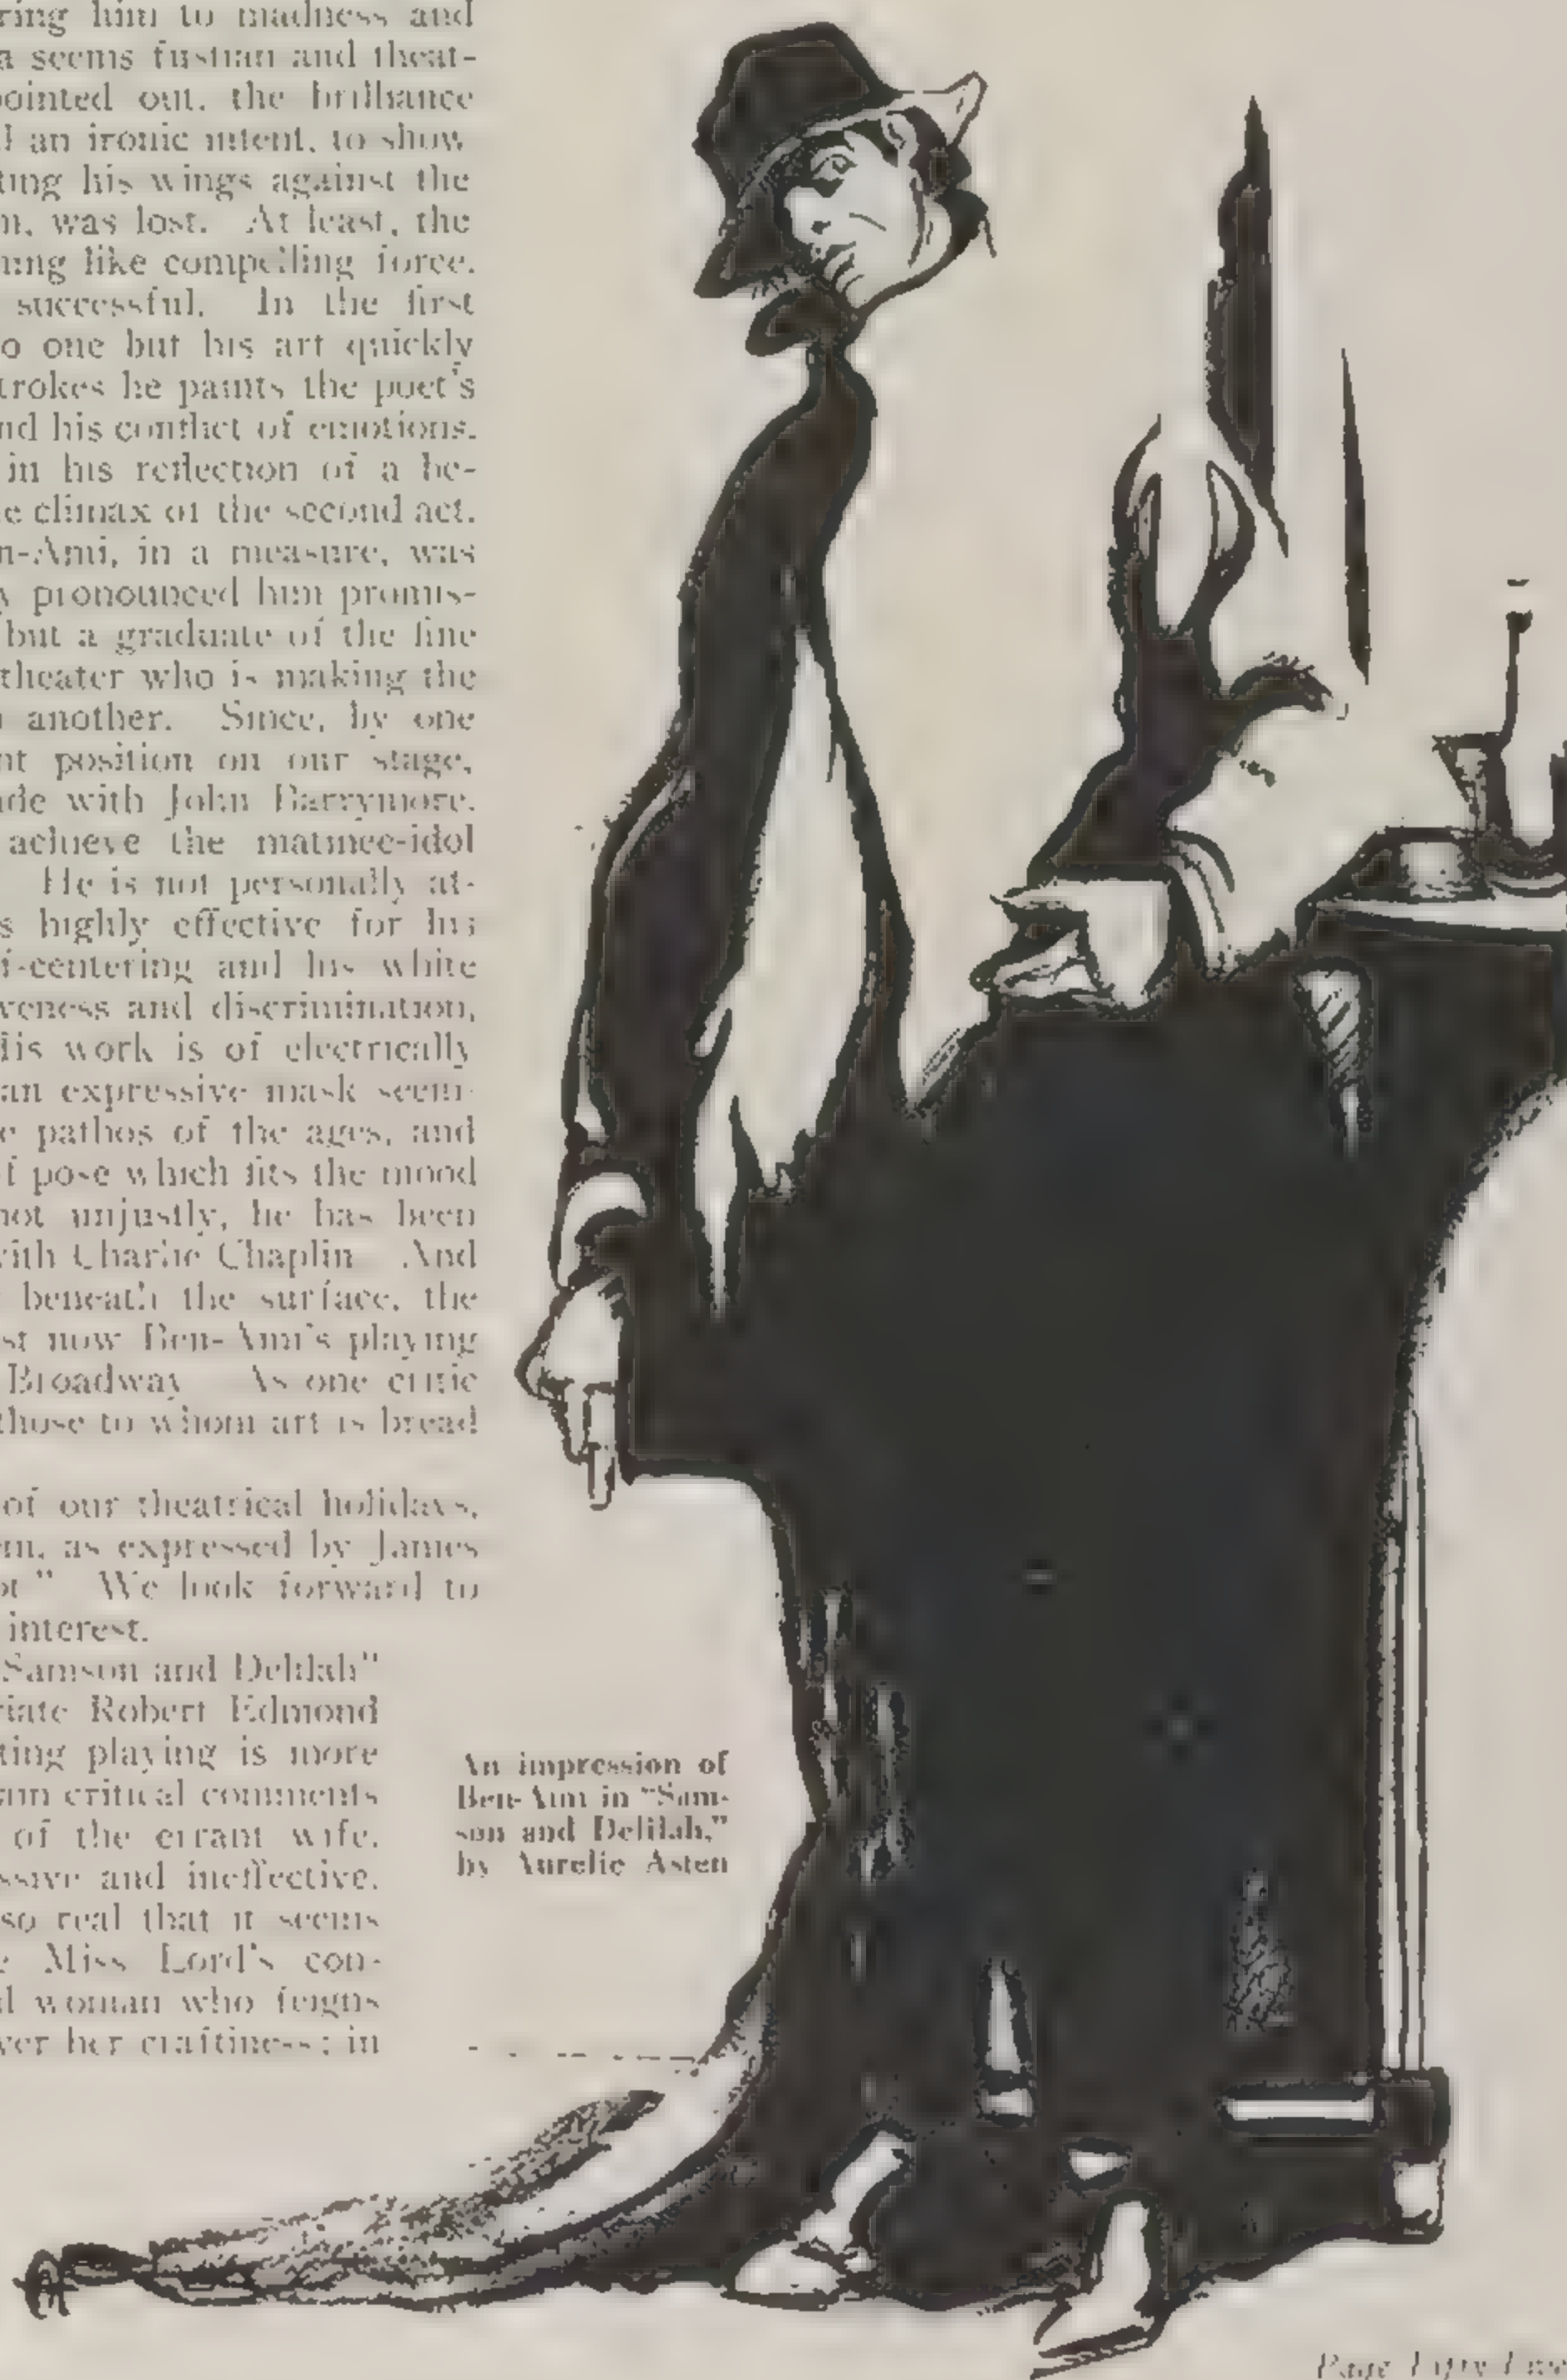 ring him to madness and
a seems fustian and theat-
pointed out, the brilliance
l an ironic intent, to show
ting his wings against the
n, was lost. At least, the
ning like compelling force.
successful. In the first
o one but his art quickly
trokes he paints the poet's
nd his conflict of emotions.
in his reflection of a be-
e climax of the second act.
n-Ami, in a measure, was
y pronounced him promis-
but a graduate of the fine
theater who is making the
another. Since, by one
nt position on our stage,
ade with John Barrymore.
achieve the matinee-idol
He is not personally at-
s highly effective for his
i-centering and his white
veness and discrimination,
His work is of electrically
an expressive mask seem-
e pathos of the ages, and
f pose which fits the mood
not unjustly, he has been
with Charlie Chaplin. And
beneath the surface, the
st now Ben-Ami's playing
Broadway. As one critic
those to whom art is bread
of our theatrical holidays,
m, as expressed by James
ot." We look forward to
interest.
Samson and Delilah"
riate Robert Edmond
ting playing is more
critical comments
of the errant wife.
ssive and ineffective.
so real that it seems
Miss Lord's con-
l woman who feigns
ver her craftiness; in
An impression of
Ben-Ami in "Sam-
son and Delilah,"
by Aurelie Asten
Page Fifty